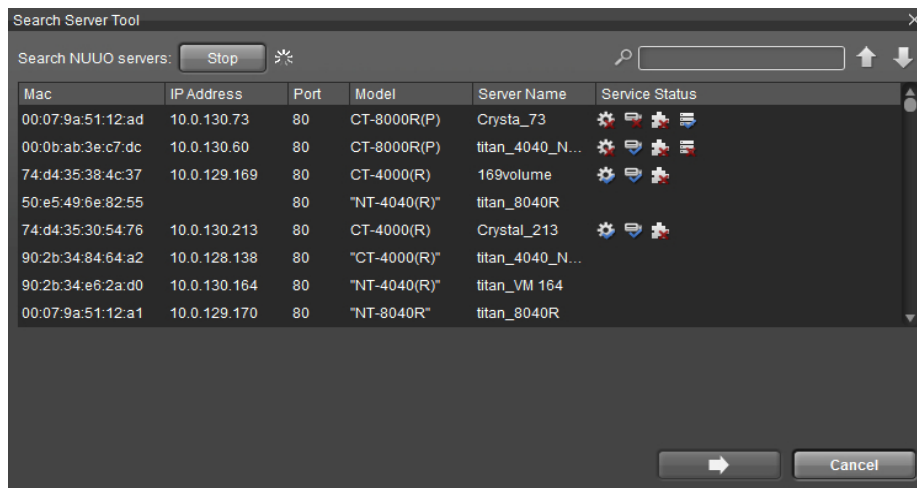 Search Server Tool
Search NUUO servers: Stop
Mac IP Address Port Model Server Name Service Status
00:07:9a:51:12:ad 10.0.130.73 80 CT-8000R(P) Crysta_73
00:0b:ab:3e:c7:dc 10.0.130.60 80 CT-8000R(P) titan_4040_N...
74:d4:35:38:4c:37 10.0.129.169 80 CT-4000(R) 169volume
50:e5:49:6e:82:55 80 "NT-4040(R)" titan_8040R
74:d4:35:30:54:76 10.0.130.213 80 CT-4000(R) Crystal_213
90:2b:34:84:64:a2 10.0.128.138 80 "CT-4000(R)" titan_4040_N...
90:2b:34:e6:2a:d0 10.0.130.164 80 "NT-4040(R)" titan_VM 164
00:07:9a:51:12:a1 10.0.129.170 80 "NT-8040R" titan_8040R
Cancel